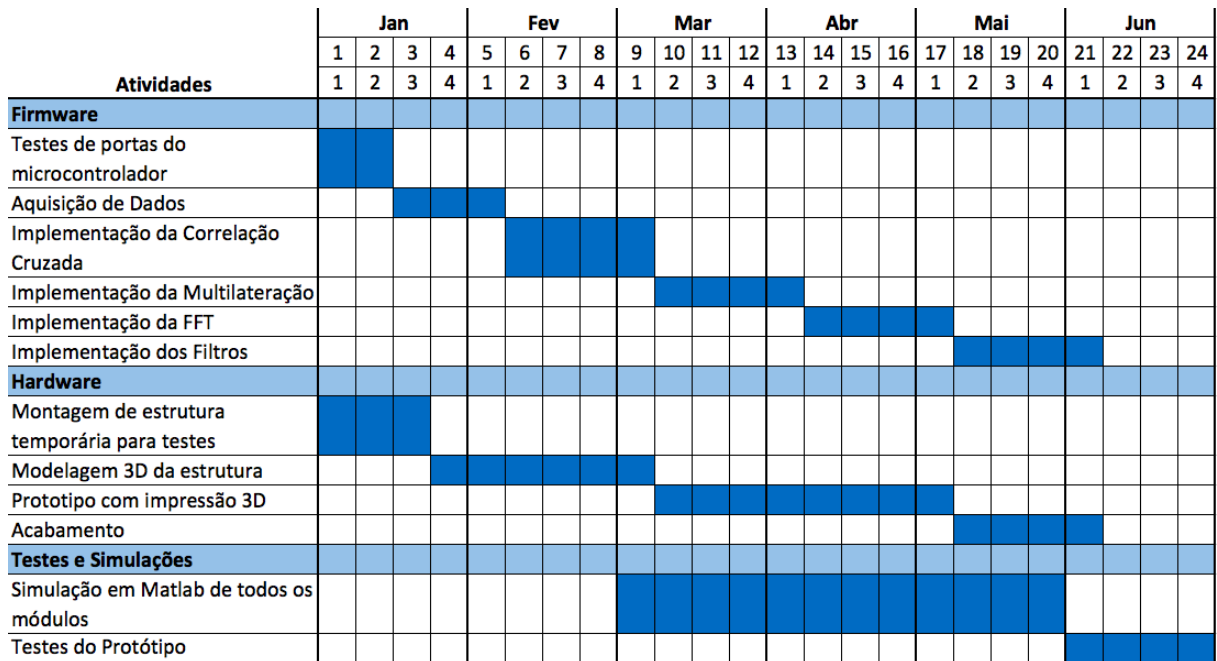 Jan Fev Mar Abr Mai Jun
1 2 3 4 5 6 7 8 9 10 11 12 13 14 15 16 17 18 19 20 21 22 23 24
Atividades 1 2 3 4 1 2 3 4 1 2 3 4 1 2 3 4 1 2 3 4 1 2 3 4
Firmware
Testes de portas do
microcontrolador
Aquisição de Dados
Implementação da Correlação
Cruzada
Implementação da Multilateração
Implementação da FFT
Implementação dos Filtros
Hardware
Montagem de estrutura
temporária para testes
Modelagem 3D da estrutura
Prototipo com impressão 3D
Acabamento
Testes e Simulações
Simulação em Matlab de todos os
módulos
Testes do Protótipo